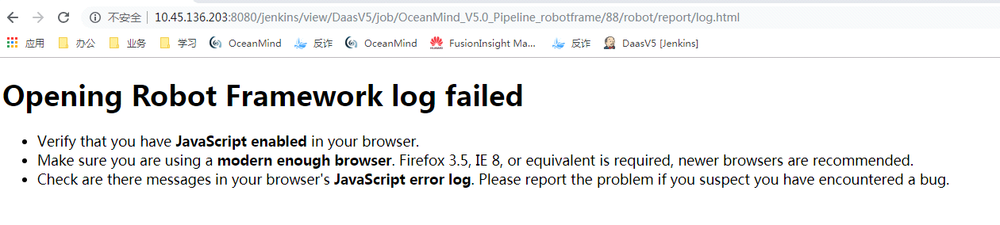 不安全 10.45.136.203:8080/jenkins/view/DaasV5/job/OceanMind_V5.0_Pipeline_robotframe/88/robot/report/log.html
应用 办公 业务 学习 OceanMind 反诈 OceanMind FusionInsight Ma... 反诈 DaasV5 [Jenkins]
Opening Robot Framework log failed
• Verify that you have JavaScript enabled in your browser.
• Make sure you are using a modern enough browser. Firefox 3.5, IE 8, or equivalent is required, newer browsers are recommended.
• Check are there messages in your browser's JavaScript error log. Please report the problem if you suspect you have encountered a bug.